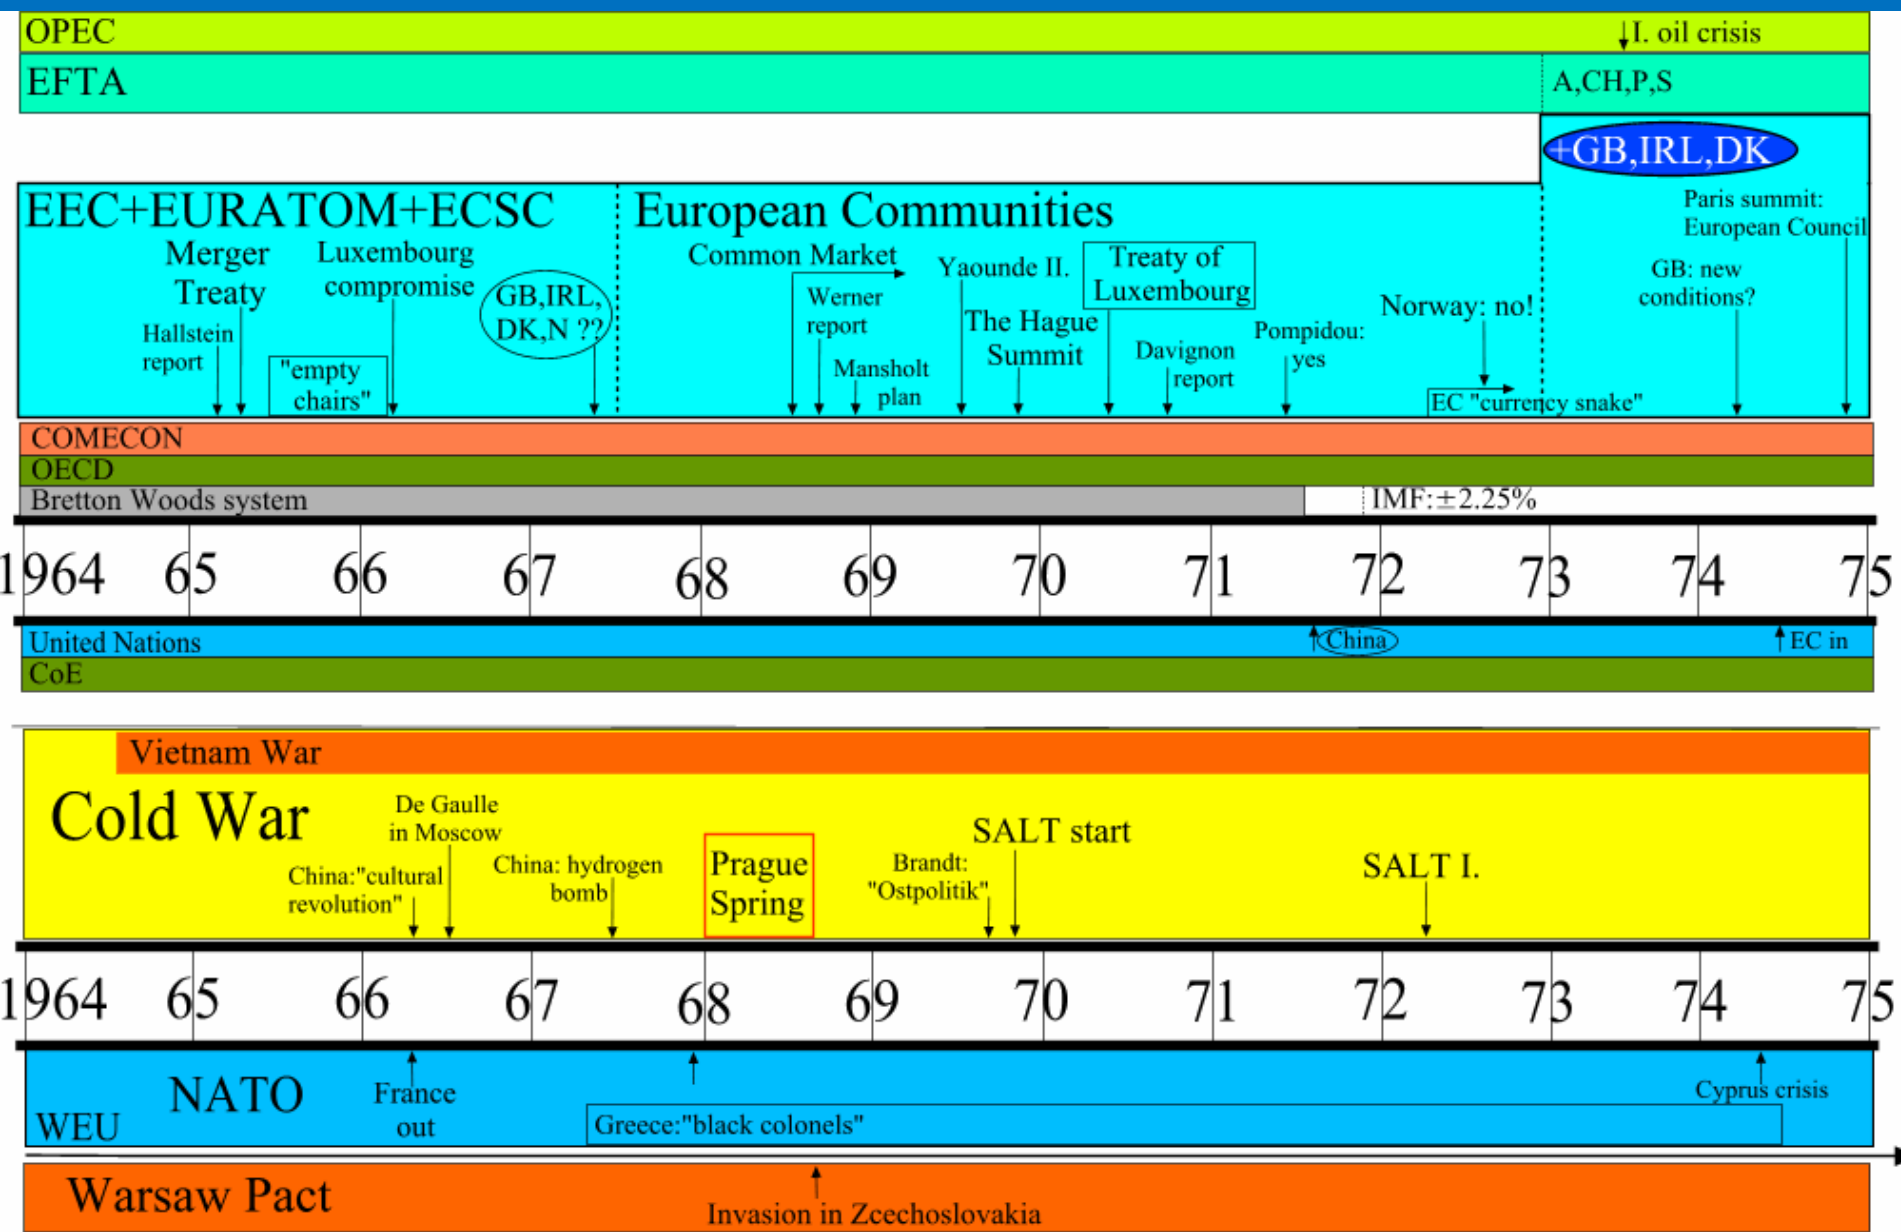 OPEC
↓I. oil crisis
EFTA
A,CH,P,S
+GB,IRL,DK
EEC+EURATOM+ECSC
European Communities
Paris summit:
European Council
Merger
Treaty
Luxembourg
compromise
GB,IRL,
DK,N ??
Hallstein
report
"empty
chairs"
Common Market
Werner
report
Mansholt
plan
Yaounde II.
The Hague
Summit
Treaty of
Luxembourg
Davignon
report
Pompidou:
yes
Norway: no!
EC "currency snake"
GB: new
conditions?
COMECON
OECD
Bretton Woods system
IMF:±2.25%
1964 65 66 67 68 69 70 71 72 73 74 75
United Nations
China
EC in
CoE
Vietnam War
Cold War
De Gaulle
in Moscow
China:"cultural
revolution"
China: hydrogen
bomb
Prague
Spring
Brandt:
"Ostpolitik"
SALT start
SALT I.
1964 65 66 67 68 69 70 71 72 73 74 75
NATO
WEU
France
out
Greece:"black colonels"
Cyprus crisis
Warsaw Pact
Invasion in Zcechoslovakia